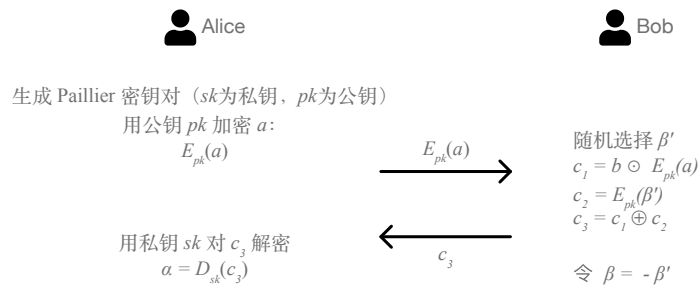 Alice
Bob
生成 Paillier 密钥对（sk为私钥，pk为公钥）
用公钥 pk 加密 a：
E_pk(a)
E_pk(a)
随机选择 β'
c_1 = b ⊙ E_pk(a)
c_2 = E_pk(β')
c_3 = c_1 ⊕ c_2
用私钥 sk 对 c_3 解密
α = D_sk(c_3)
c_3
令 β = - β'